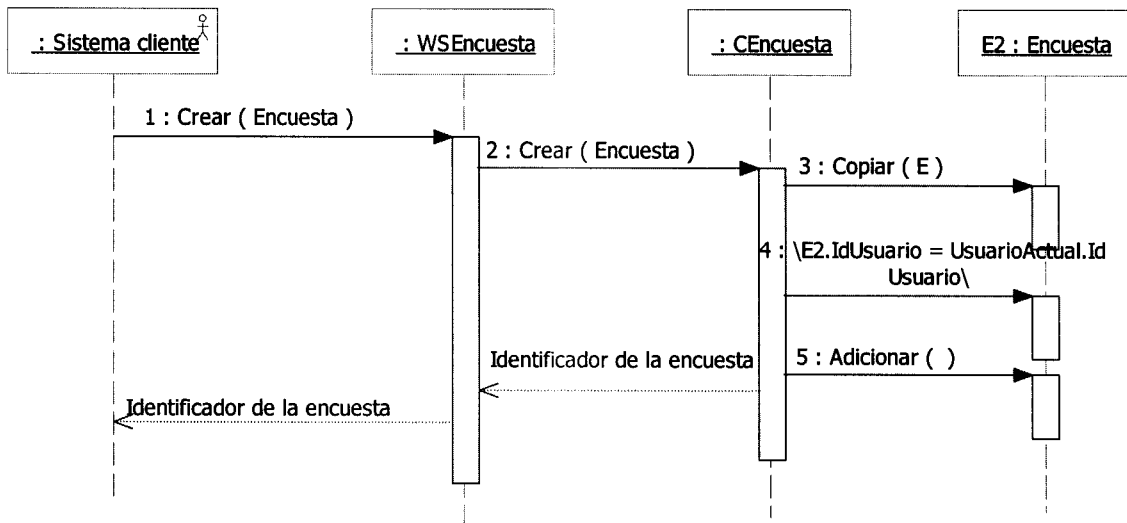 : Sistema cliente
: WSEncuesta
: CEncuesta
E2 : Encuesta
1 : Crear ( Encuesta )
2 : Crear ( Encuesta )
3 : Copiar ( E )
4 : \E2.IdUsuario = UsuarioActual.Id
Usuario\
5 : Adicionar ( )
Identificador de la encuesta
Identificador de la encuesta